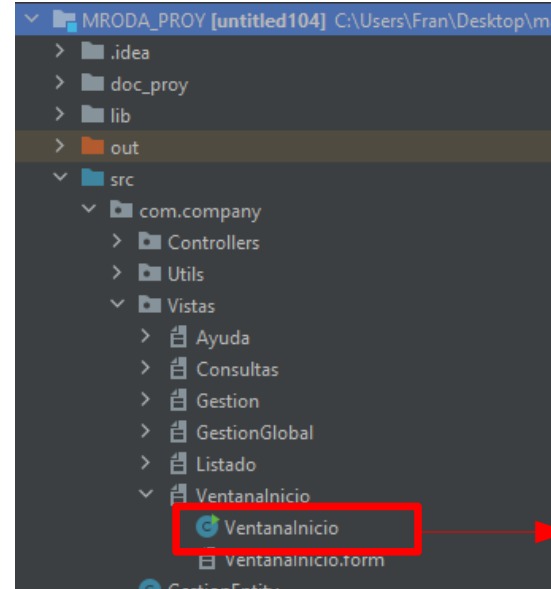 MRODA_PROY [untitled104] C:\Users\Fran\Desktop\m
.idea
doc_proy
lib
out
src
com.company
Controllers
Utils
Vistas
Ayuda
Consultas
Gestion
GestionGlobal
Listado
VentanaInicio
VentanaInicio
VentanaInicio.form
GestionEntity